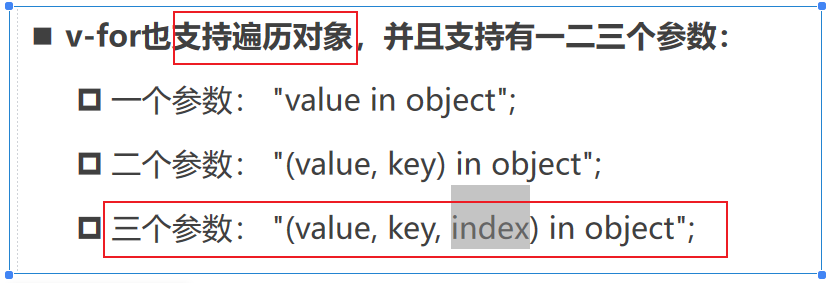 v-for也支持遍历对象，并且支持有一二三个参数：
一个参数： "value in object";
二个参数： "(value, key) in object";
三个参数： "(value, key, index) in object";